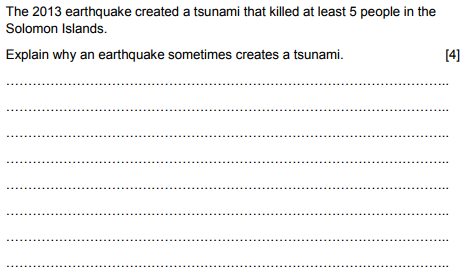 The 2013 earthquake created a tsunami that killed at least 5 people in the
Solomon Islands.
Explain why an earthquake sometimes creates a tsunami. [4]